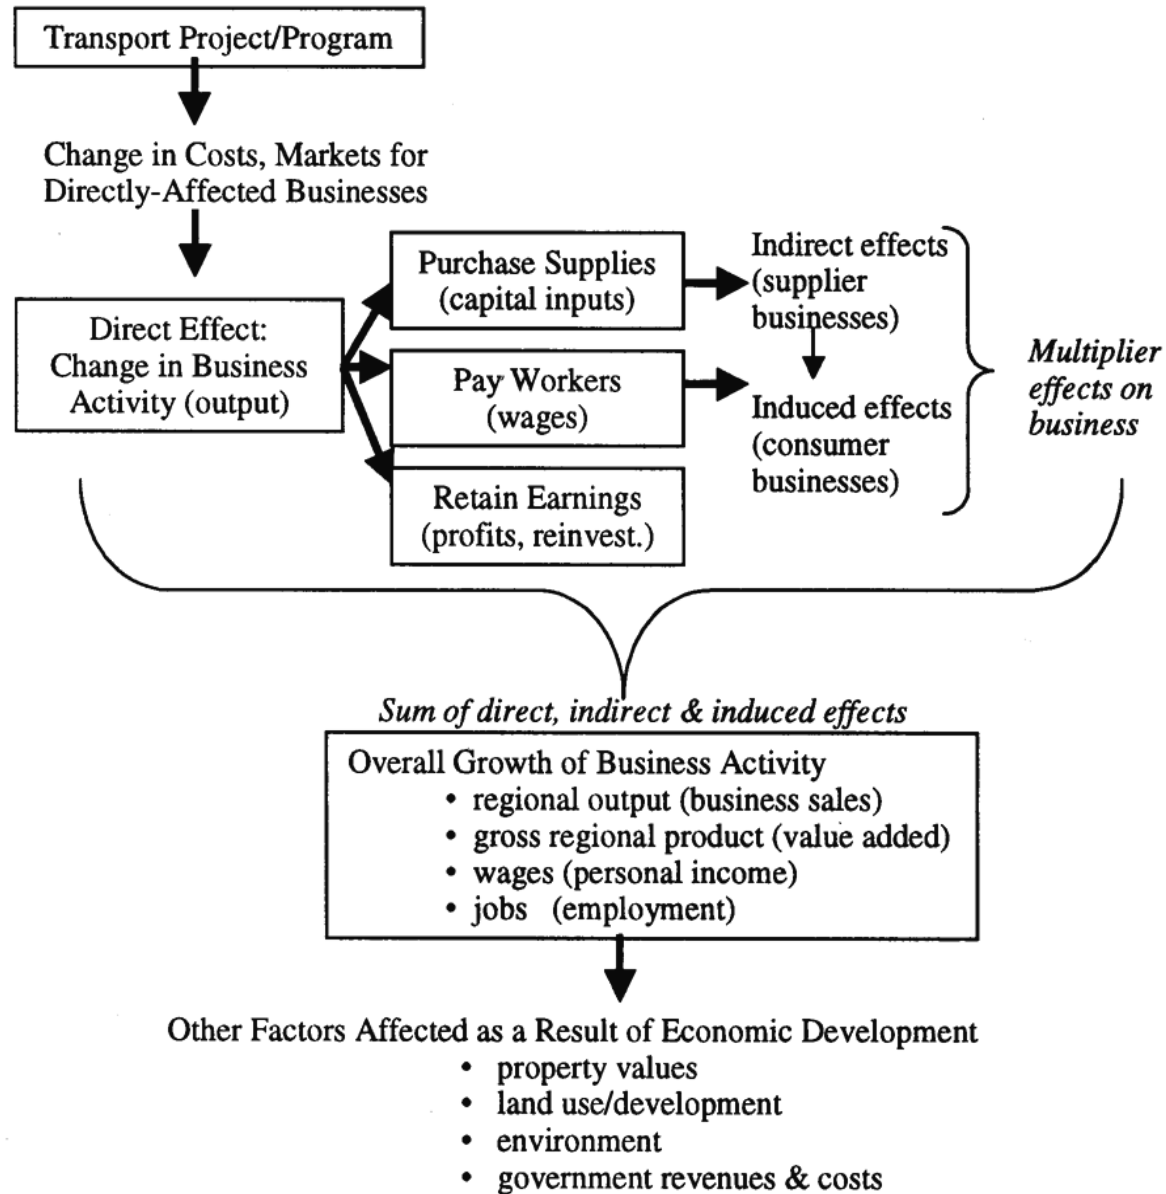 Transport Project/Program
Change in Costs, Markets for
Directly-Affected Businesses
Direct Effect:
Change in Business
Activity (output)
Purchase Supplies
(capital inputs)
Pay Workers
(wages)
Retain Earnings
(profits, reinvest.)
Indirect effects
(supplier
businesses)
Induced effects
(consumer
businesses)
Multiplier
effects on
business
Sum of direct, indirect & induced effects
Overall Growth of Business Activity
• regional output (business sales)
• gross regional product (value added)
• wages (personal income)
• jobs (employment)
Other Factors Affected as a Result of Economic Development
• property values
• land use/development
• environment
• government revenues & costs